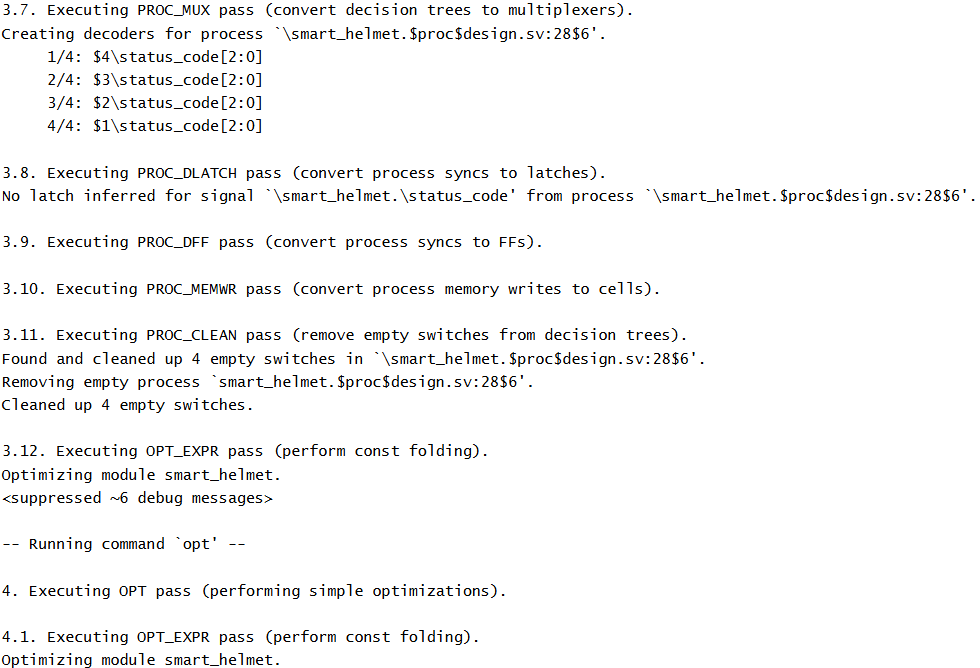 3.7. Executing PROC_MUX pass (convert decision trees to multiplexers).
Creating decoders for process `\smart_helmet.$proc$design.sv:28$6'.
     1/4: $4\status_code[2:0]
     2/4: $3\status_code[2:0]
     3/4: $2\status_code[2:0]
     4/4: $1\status_code[2:0]

3.8. Executing PROC_DLATCH pass (convert process syncs to latches).
No latch inferred for signal `\smart_helmet.\status_code' from process `\smart_helmet.$proc$design.sv:28$6'.

3.9. Executing PROC_DFF pass (convert process syncs to FFs).

3.10. Executing PROC_MEMWR pass (convert process memory writes to cells).

3.11. Executing PROC_CLEAN pass (remove empty switches from decision trees).
Found and cleaned up 4 empty switches in `\smart_helmet.$proc$design.sv:28$6'.
Removing empty process `smart_helmet.$proc$design.sv:28$6'.
Cleaned up 4 empty switches.

3.12. Executing OPT_EXPR pass (perform const folding).
Optimizing module smart_helmet.
<suppressed ~6 debug messages>

-- Running command `opt' --

4. Executing OPT pass (performing simple optimizations).

4.1. Executing OPT_EXPR pass (perform const folding).
Optimizing module smart_helmet.